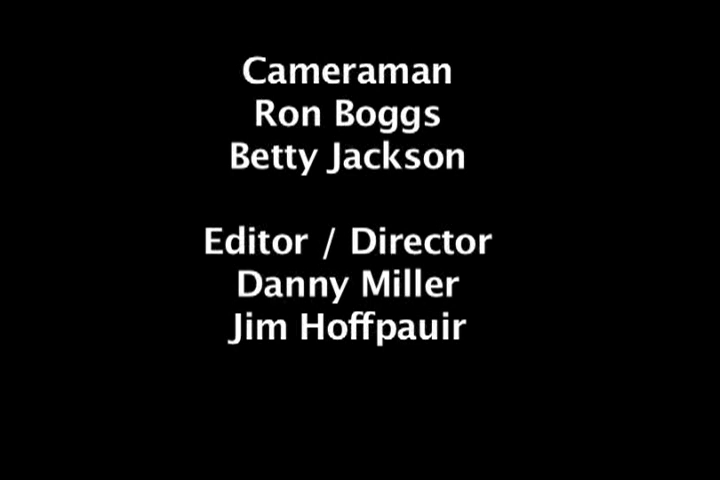 Cameraman
Ron Boggs
Betty Jackson
Editor / Director
Danny Miller
Jim Hoffpauir